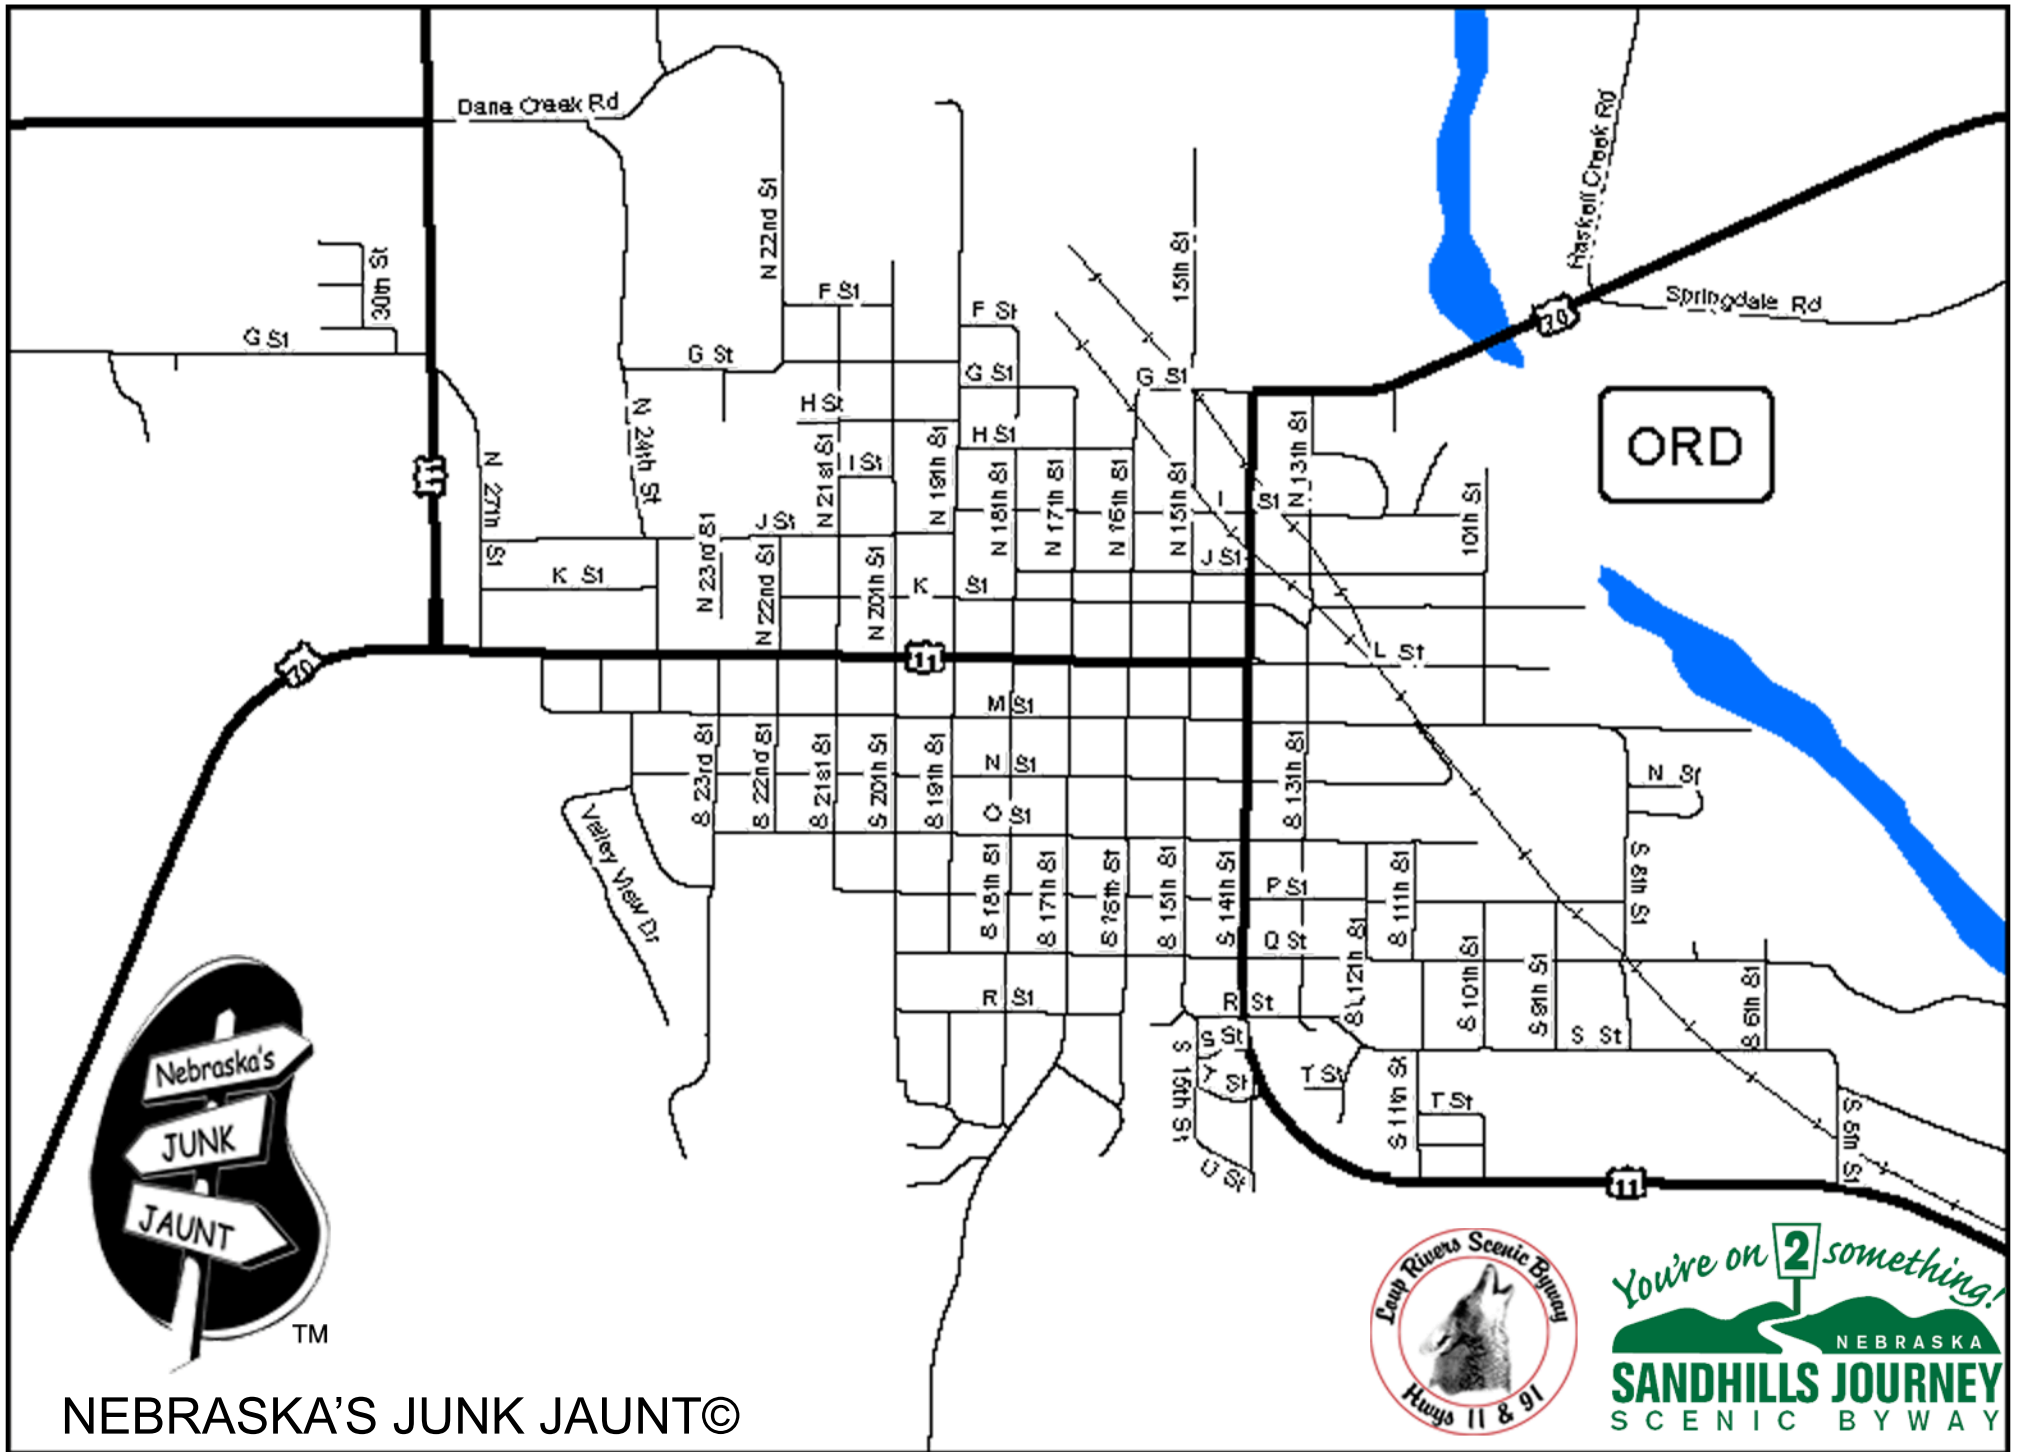 Dane Creek Rd
Haskell Creek Rd
N 22nd St
15th St
30th St
F St
F St
Springdale Rd
70
G St
G St
G St
G St
H St
H St
N 24th St
N 21st St
I St
N 19th St
N 13th St
ORD
11
N 27th St
N 18th St
N 17th St
N 16th St
N 15th St
I St
10th St
J St
N 23rd St
J St
K St
N 22nd St
N 20th St
K St
70
11
L St
M St
S 23rd St
S 22nd St
S 21st St
S 20th St
S 19th St
N St
S 13th St
N St
O St
Valley View Dr
S 18th St
S 17th St
S 16th St
S 15th St
S 14th St
P St
S 11th St
S 8th St
Q St
S 12th St
S 10th St
S 9th St
S 6th St
R St
R St
S St
S St
S 15th St
St
T St
S 11th St
T St
S 5th St
U St
11
Nebraska's
JUNK
JAUNT
TM
NEBRASKA'S JUNK JAUNT©
Loup Rivers Scenic Byway
Hwys 11 & 91
You're on 2 something!
NEBRASKA
SANDHILLS JOURNEY
SCENIC BYWAY